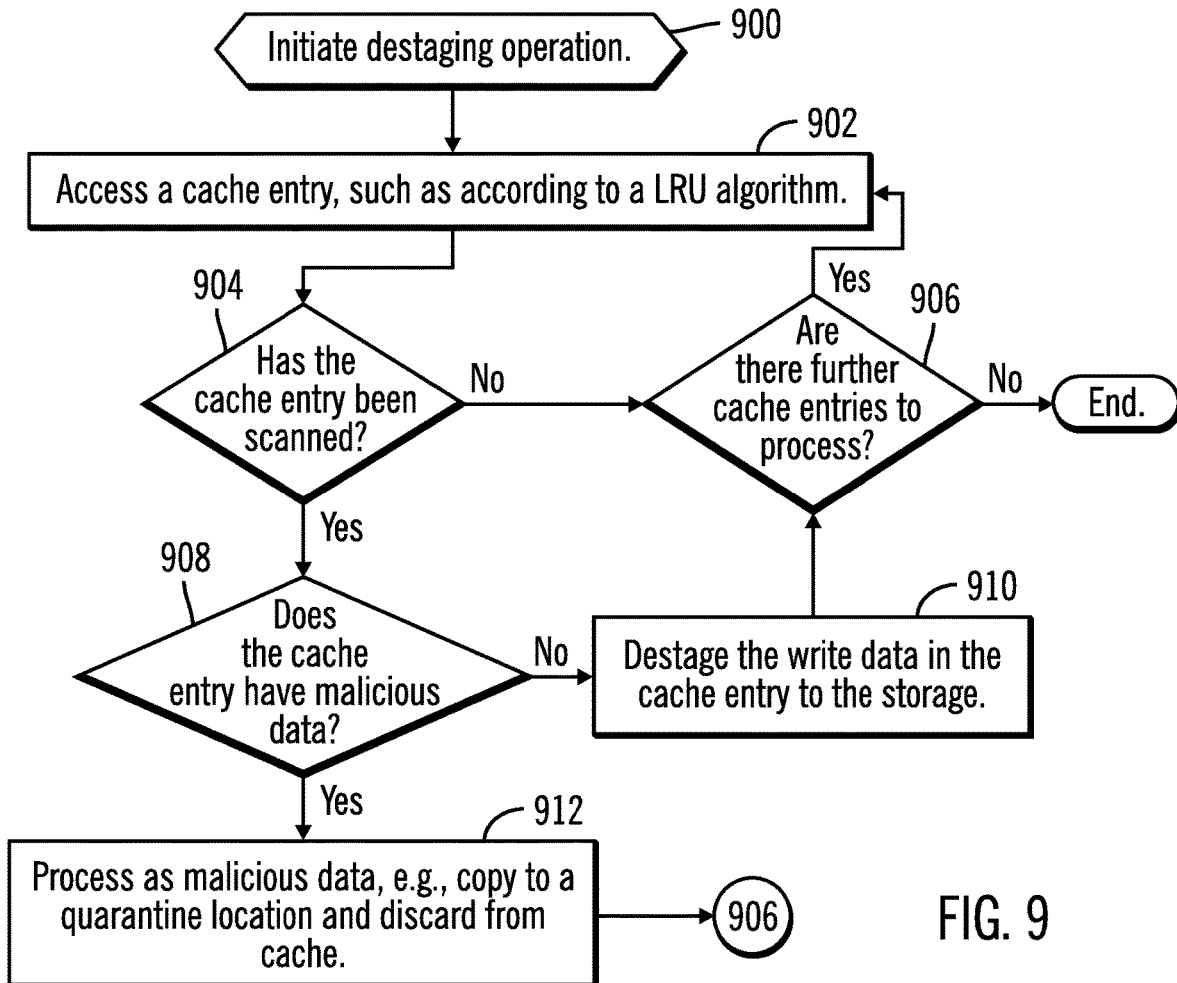 Initiate destaging operation.
900
902
Access a cache entry, such as according to a LRU algorithm.
904
Has the
cache entry been
scanned?
No
Yes
Yes
906
Are
there further
cache entries to
process?
No
End.
908
Does
the cache
entry have malicious
data?
No
Yes
910
Destage the write data in the
cache entry to the storage.
912
Process as malicious data, e.g., copy to a
quarantine location and discard from
cache.
906
FIG. 9